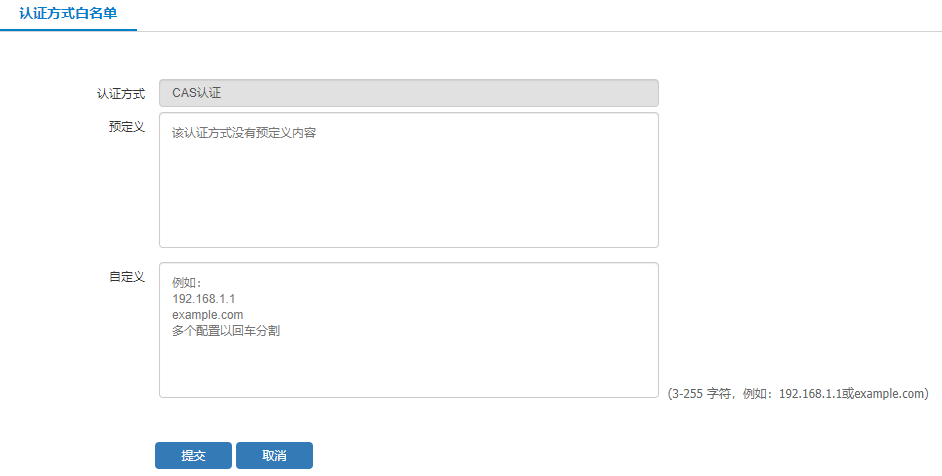 认证方式白名单
认证方式 CAS认证
预定义 该认证方式没有预定义内容
自定义 例如：
192.168.1.1
example.com
多个配置以回车分割
(3-255 字符，例如：192.168.1.1或example.com)
提交 取消